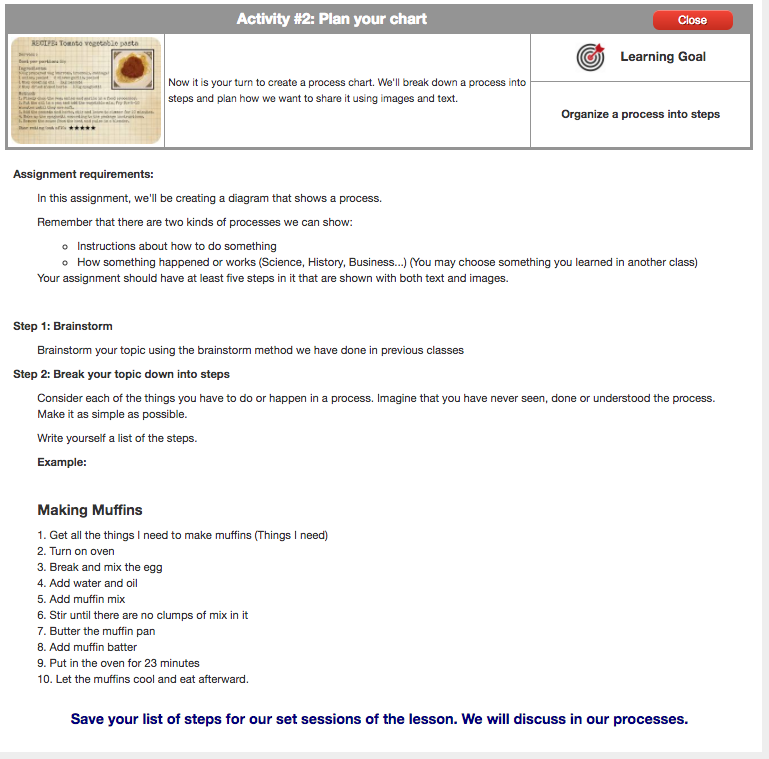 Activity #2: Plan your chart
Close
RECIPE: Tomato vegetable pasta
Now it is your turn to create a process chart. We'll break down a process into
steps and plan how we want to share it using images and text.
Learning Goal
Organize a process into steps
Assignment requirements:
In this assignment, we'll be creating a diagram that shows a process.
Remember that there are two kinds of processes we can show:
Instructions about how to do something
How something happened or works (Science, History, Business...) (You may choose something you learned in another class)
Your assignment should have at least five steps in it that are shown with both text and images.
Step 1: Brainstorm
Brainstorm your topic using the brainstorm method we have done in previous classes
Step 2: Break your topic down into steps
Consider each of the things you have to do or happen in a process. Imagine that you have never seen, done or understood the process.
Make it as simple as possible.
Write yourself a list of the steps.
Example:
Making Muffins
1. Get all the things I need to make muffins (Things I need)
2. Turn on oven
3. Break and mix the egg
4. Add water and oil
5. Add muffin mix
6. Stir until there are no clumps of mix in it
7. Butter the muffin pan
8. Add muffin batter
9. Put in the oven for 23 minutes
10. Let the muffins cool and eat afterward.
Save your list of steps for our set sessions of the lesson. We will discuss in our processes.